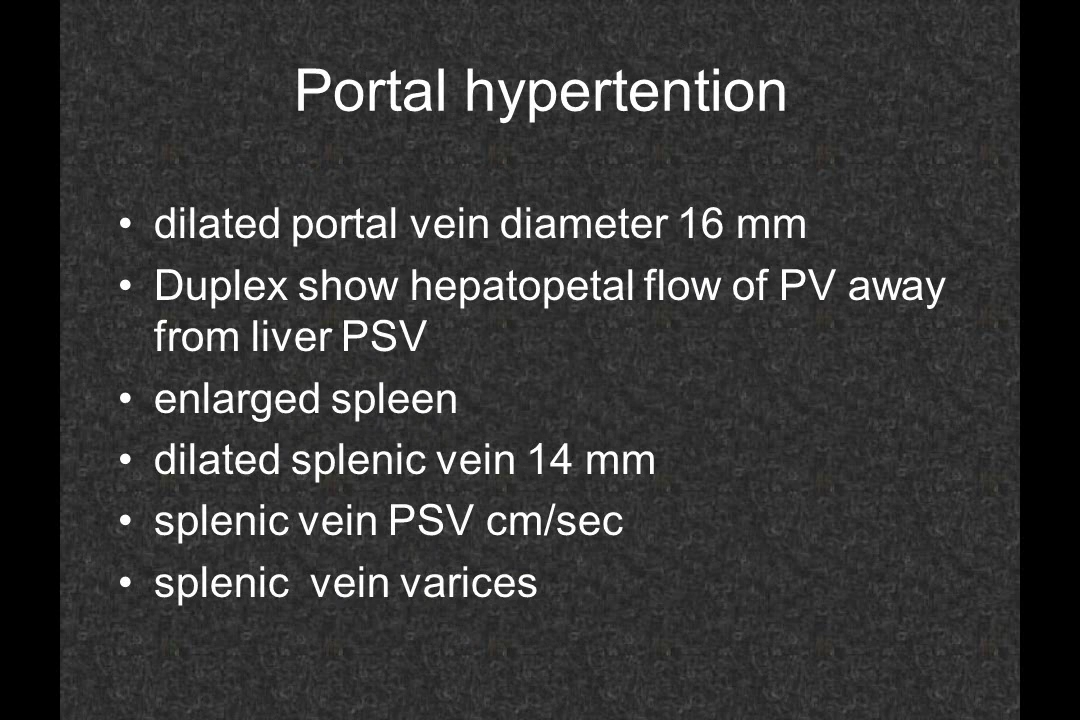 Portal hypertention
• dilated portal vein diameter 16 mm
• Duplex show hepatopetal flow of PV away
from liver PSV
• enlarged spleen
• dilated splenic vein 14 mm
• splenic vein PSV cm/sec
• splenic  vein varices